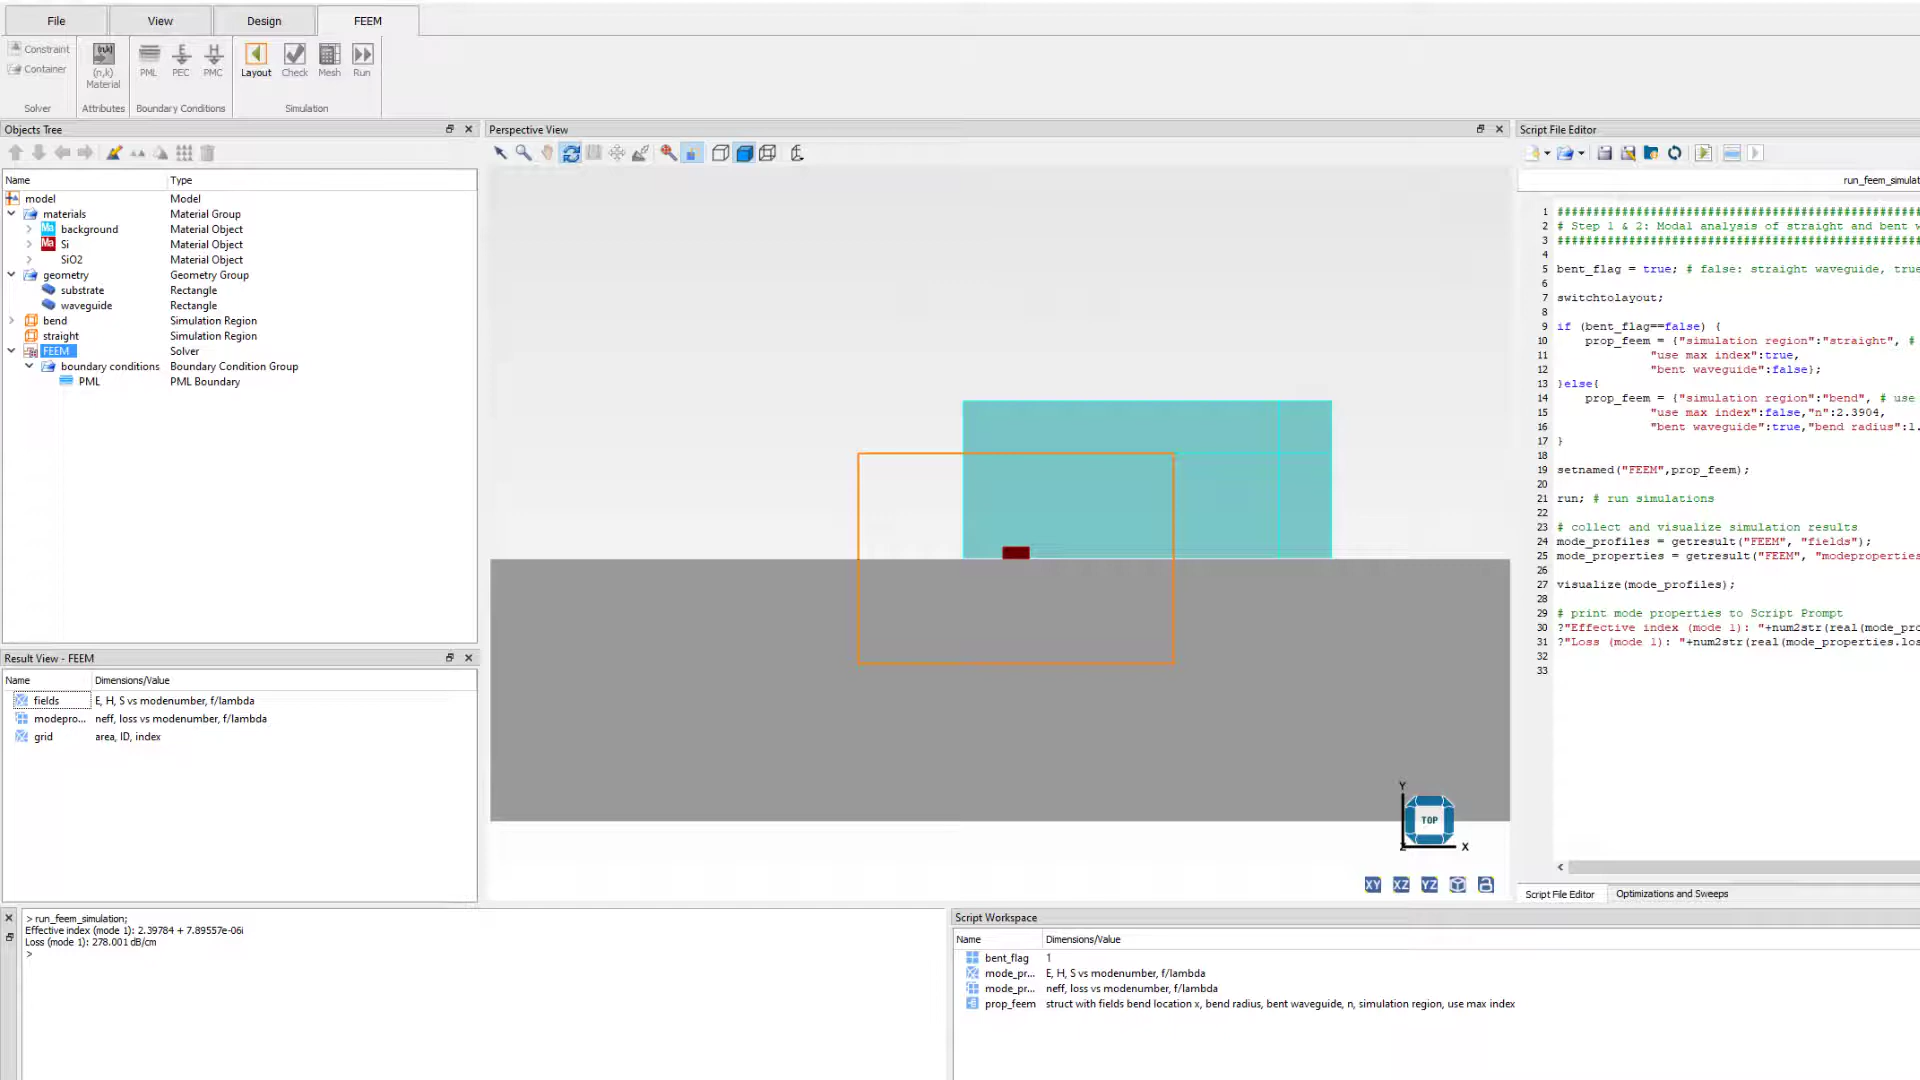 File View Design FEEM
Constraint
Container
(n,k)
Material
PML PEC PMC
Layout Check Mesh Run
Solver Attributes Boundary Conditions Simulation
Objects Tree
Name Type
model Model
materials Material Group
background Material Object
Si Material Object
SiO2 Material Object
geometry Geometry Group
substrate Rectangle
waveguide Rectangle
bend Simulation Region
straight Simulation Region
FEEM Solver
boundary conditions Boundary Condition Group
PML PML Boundary
Result View - FEEM
Name Dimensions/Value
fields E, H, S vs modenumber, f/lambda
modepro... neff, loss vs modenumber, f/lambda
grid area, ID, index
Perspective View
Y
TOP
Z X
XY XZ YZ
Script File Editor
run_feem_simulat
1 ##################################################
2 # Step 1 & 2: Modal analysis of straight and bent w
3 ##################################################
4
5 bent_flag = true; # false: straight waveguide, true
6
7 switchtolayout;
8
9 if (bent_flag==false) {
10 prop_feem = {"simulation region":"straight", #
11 "use max index":true,
12 "bent waveguide":false};
13 }else{
14 prop_feem = {"simulation region":"bend", # use
15 "use max index":false,"n":2.3904,
16 "bent waveguide":true,"bend radius":1.
17 }
18
19 setnamed("FEEM",prop_feem);
20
21 run; # run simulations
22
23 # collect and visualize simulation results
24 mode_profiles = getresult("FEEM", "fields");
25 mode_properties = getresult("FEEM", "modeproperties
26
27 visualize(mode_profiles);
28
29 # print mode properties to Script Prompt
30 ?"Effective index (mode 1): "+num2str(real(mode_pro
31 ?"Loss (mode 1): "+num2str(real(mode_properties.los
32
33
Script File Editor Optimizations and Sweeps
> run_feem_simulation;
Effective index (mode 1): 2.39784 + 7.89557e-06i
Loss (mode 1): 278.001 dB/cm
>
Script Workspace
Name Dimensions/Value
bent_flag 1
mode_pr... E, H, S vs modenumber, f/lambda
mode_pr... neff, loss vs modenumber, f/lambda
prop_feem struct with fields bend location x, bend radius, bent waveguide, n, simulation region, use max index